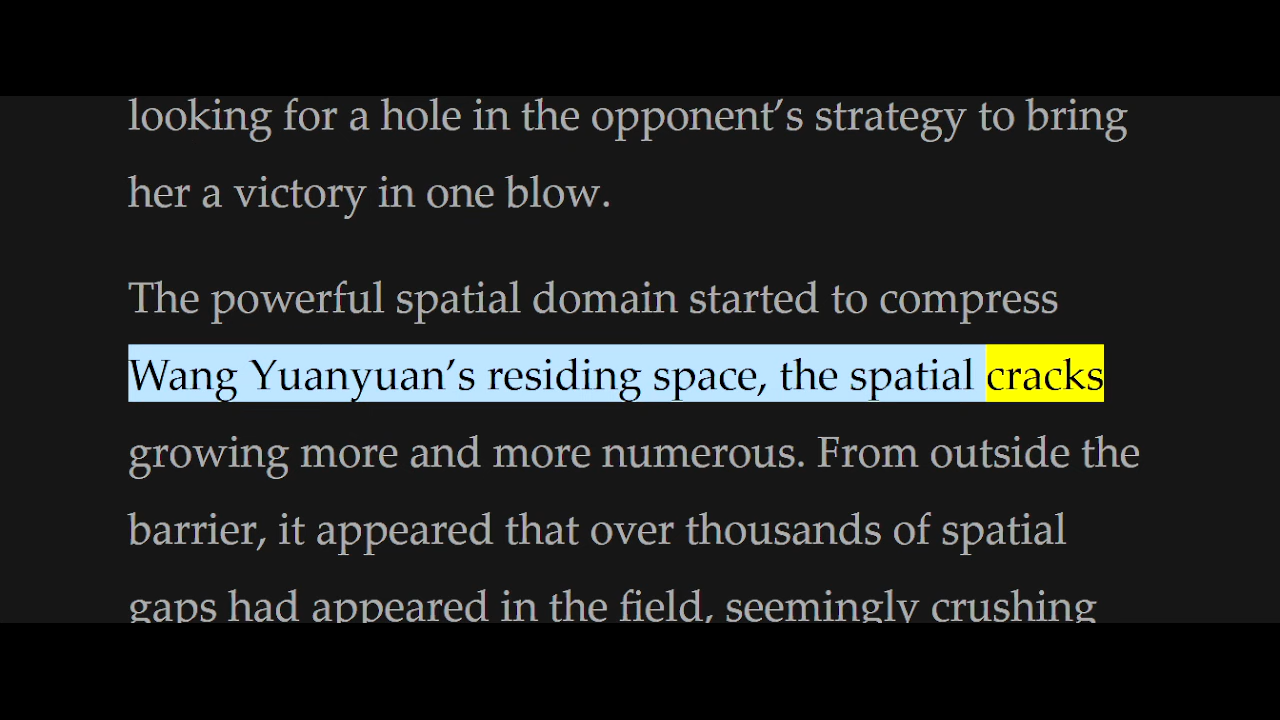 looking for a hole in the opponent’s strategy to bring
her a victory in one blow.
The powerful spatial domain started to compress
Wang Yuanyuan’s residing space, the spatial cracks
growing more and more numerous. From outside the
barrier, it appeared that over thousands of spatial
gaps had appeared in the field, seemingly crushing